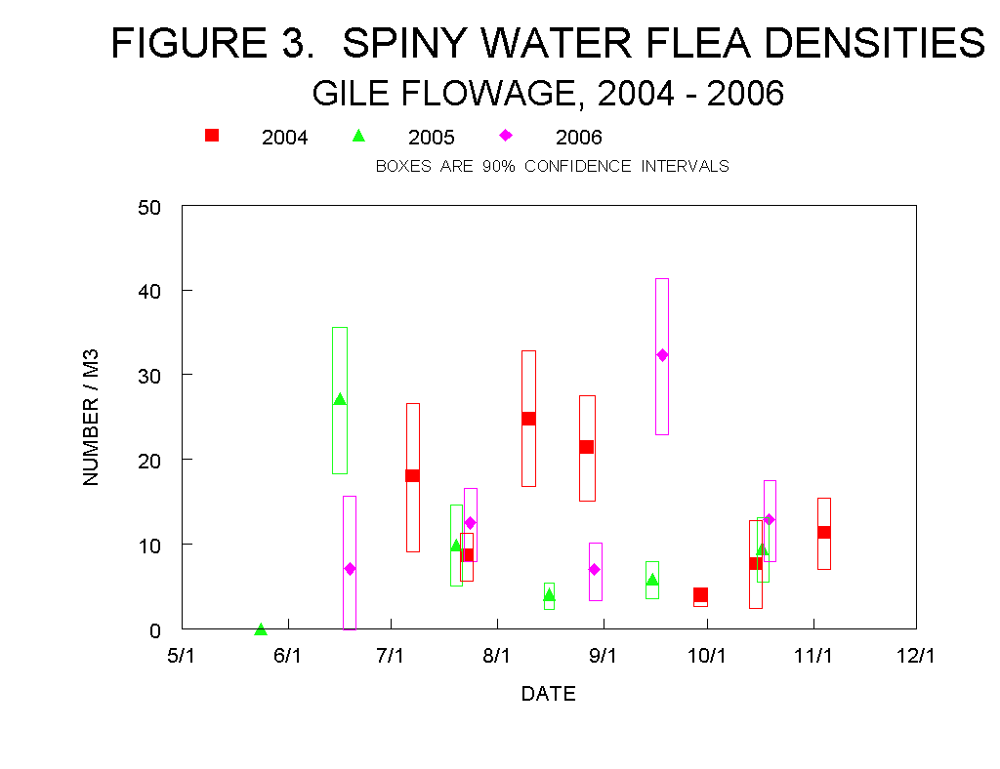 FIGURE 3. SPINY WATER FLEA DENSITIES
GILE FLOWAGE, 2004 - 2006
2004 2005 2006
BOXES ARE 90% CONFIDENCE INTERVALS
50
40
30
20
10
0
NUMBER / M3
5/1 6/1 7/1 8/1 9/1 10/1 11/1 12/1
DATE